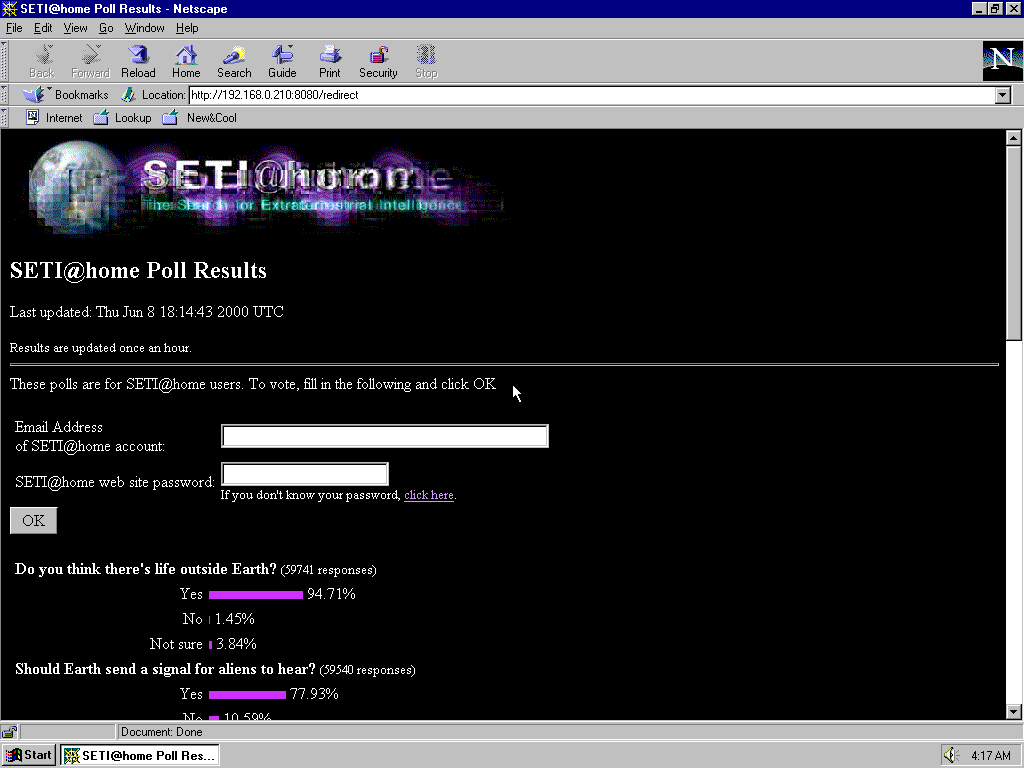 SETI@home Poll Results - Netscape
File Edit View Go Window Help
Back Forward Reload Home Search Guide Print Security Stop
N
Bookmarks Location: http://192.168.0.210:8080/redirect
Internet Lookup New&Cool
SETI@home
The Search for Extraterrestrial Intelligence
SETI@home Poll Results
Last updated: Thu Jun 8 18:14:43 2000 UTC
Results are updated once an hour.
These polls are for SETI@home users. To vote, fill in the following and click OK
Email Address
of SETI@home account:
SETI@home web site password:
If you don't know your password, click here.
OK
Do you think there's life outside Earth? (59741 responses)
Yes 94.71%
No 1.45%
Not sure 3.84%
Should Earth send a signal for aliens to hear? (59540 responses)
Yes 77.93%
No 10.59%
Document: Done
Start SETI@home Poll Res... 4:17 AM